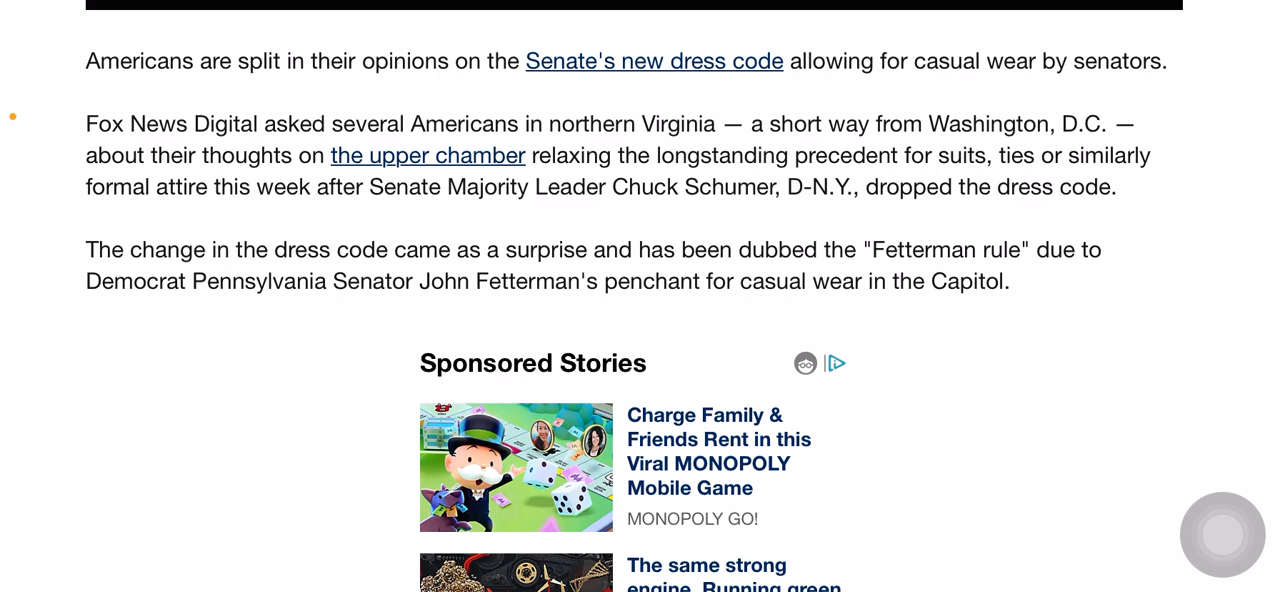 Americans are split in their opinions on the Senate's new dress code allowing for casual wear by senators.
Fox News Digital asked several Americans in northern Virginia — a short way from Washington, D.C. —
about their thoughts on the upper chamber relaxing the longstanding precedent for suits, ties or similarly
formal attire this week after Senate Majority Leader Chuck Schumer, D-N.Y., dropped the dress code.
The change in the dress code came as a surprise and has been dubbed the "Fetterman rule" due to
Democrat Pennsylvania Senator John Fetterman's penchant for casual wear in the Capitol.
Sponsored Stories
Charge Family &
Friends Rent in this
Viral MONOPOLY
Mobile Game
MONOPOLY GO!
The same strong
engine. Running green